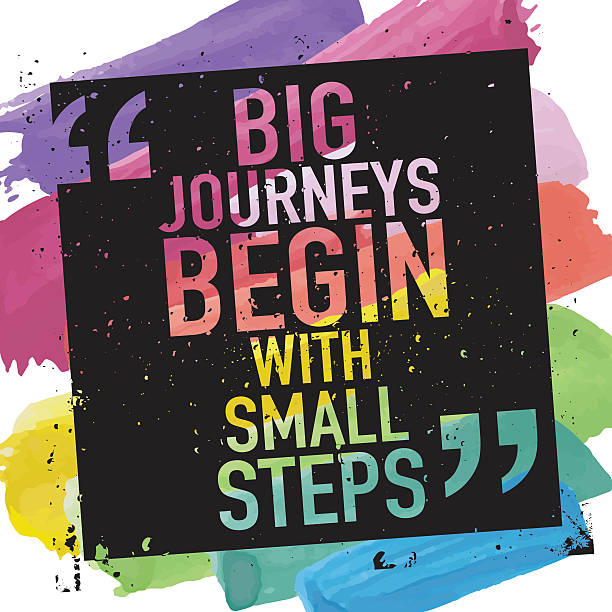 “
BIG
JOURNEYS
BEGIN
WITH
SMALL
STEPS ”